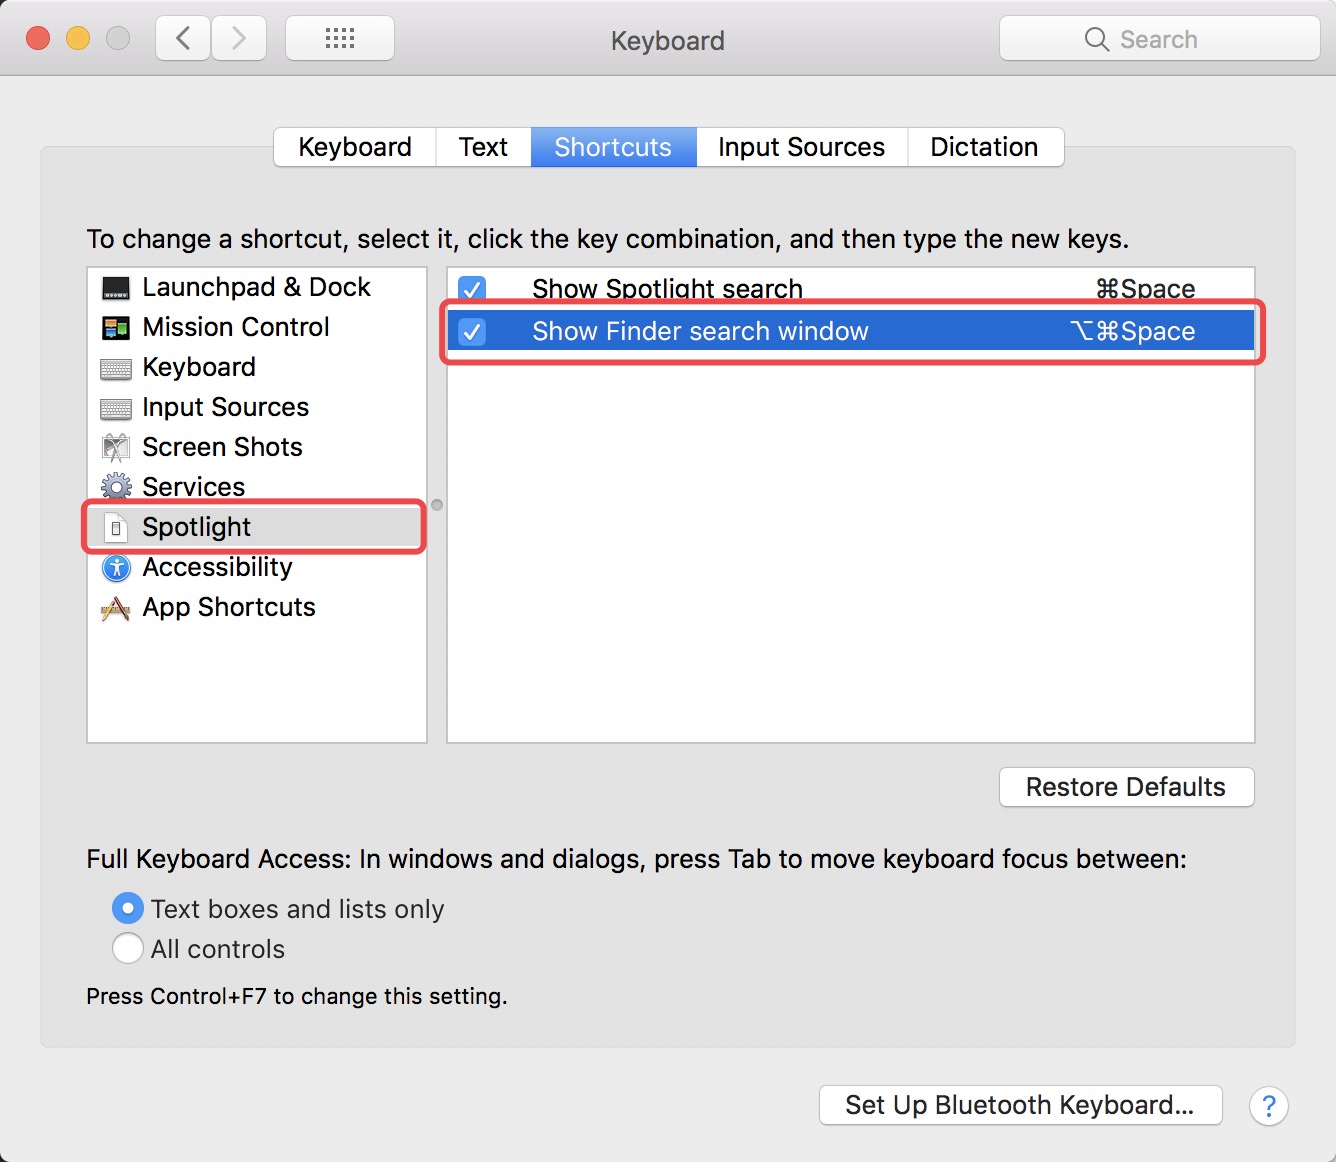 Keyboard
Search
Keyboard Text Shortcuts Input Sources Dictation
To change a shortcut, select it, click the key combination, and then type the new keys.
Launchpad & Dock
Mission Control
Keyboard
Input Sources
Screen Shots
Services
Spotlight
Accessibility
App Shortcuts
Show Spotlight search ⌘Space
Show Finder search window ⌥⌘Space
Restore Defaults
Full Keyboard Access: In windows and dialogs, press Tab to move keyboard focus between:
Text boxes and lists only
All controls
Press Control+F7 to change this setting.
Set Up Bluetooth Keyboard...
?